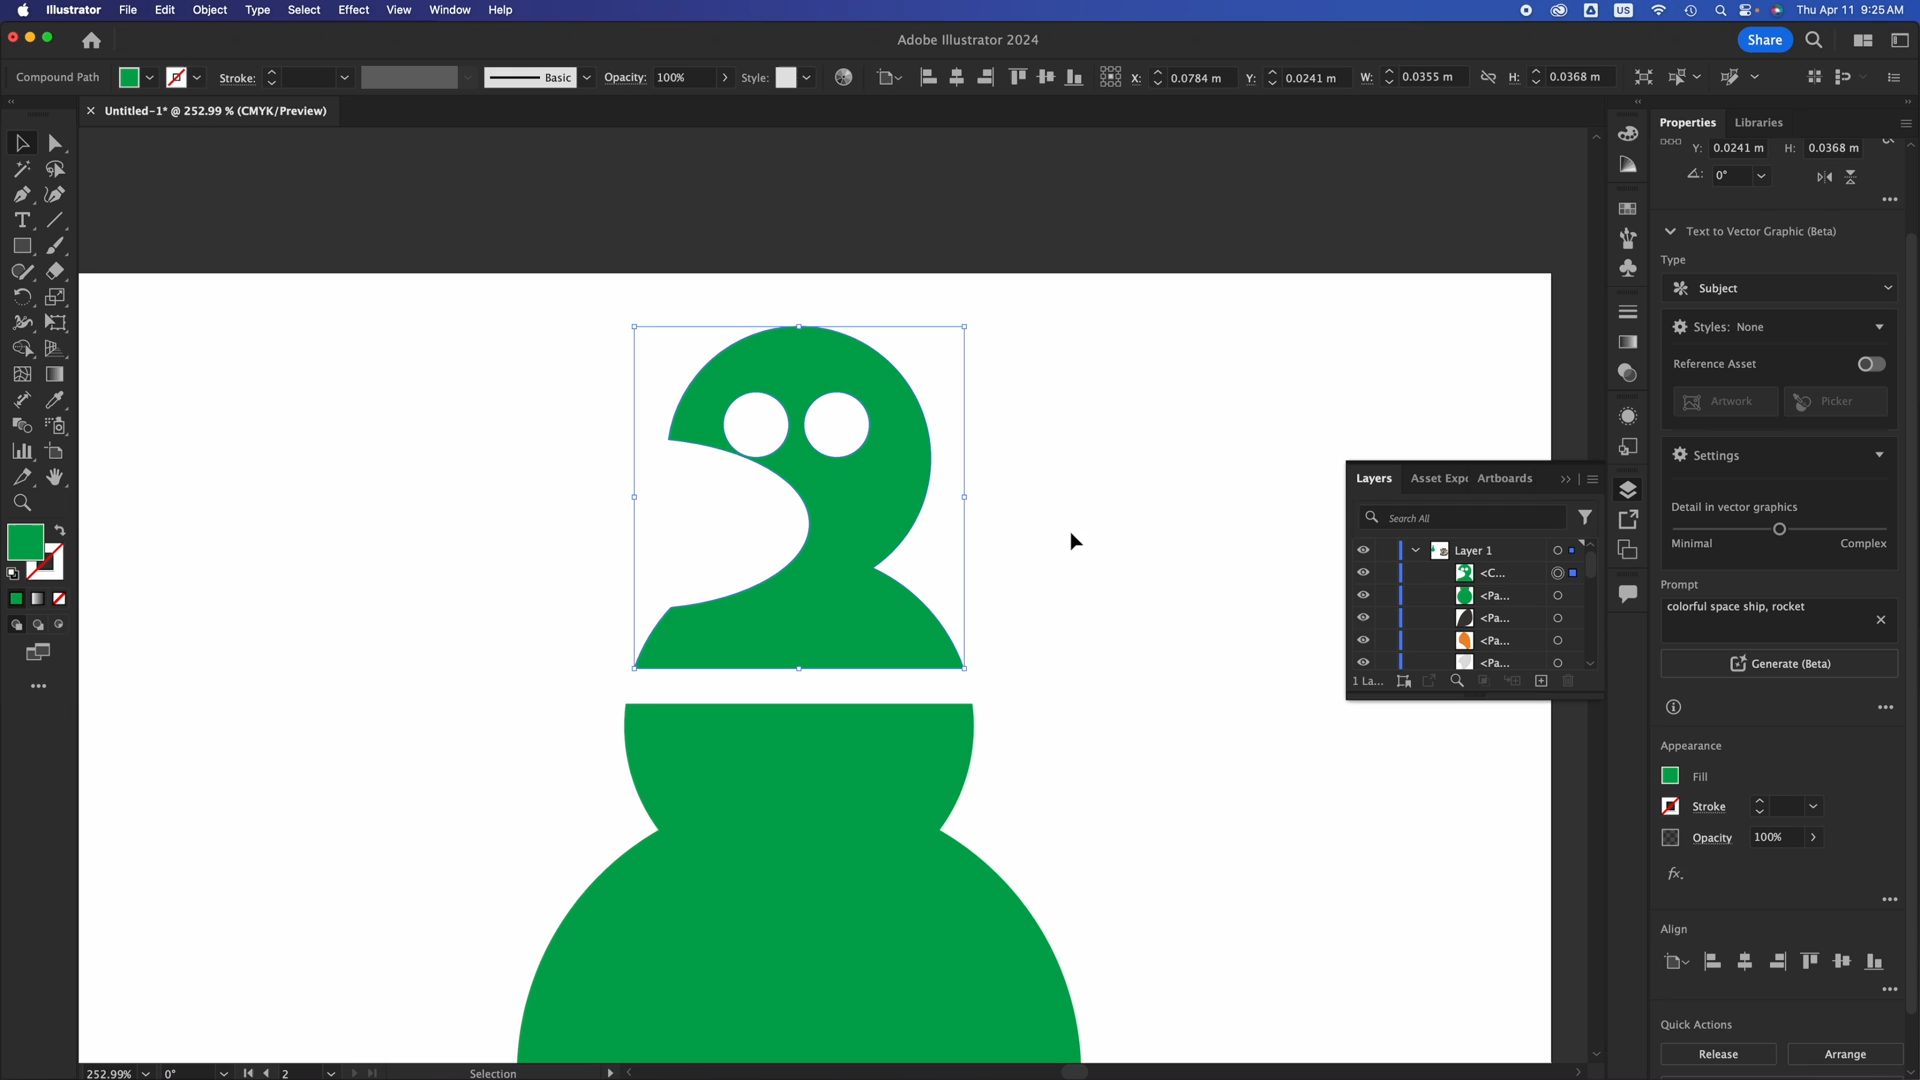 Illustrator File Edit Object Type Select Effect View Window Help
US
Thu Apr 11 9:25 AM
Adobe Illustrator 2024
Share
Compound Path
Stroke:
Basic
Opacity: 100%
Style:
X: 0.0784 m
Y: 0.0241 m
W: 0.0355 m
H: 0.0368 m
Untitled-1* @ 252.99 % (CMYK/Preview)
Properties
Libraries
Y: 0.0241 m
H: 0.0368 m
0°
Text to Vector Graphic (Beta)
Type
Subject
Styles: None
Reference Asset
Artwork
Picker
Settings
Detail in vector graphics
Minimal
Complex
Prompt
colorful space ship, rocket
Generate (Beta)
Appearance
Fill
Stroke
Opacity
100%
fx.
Align
Quick Actions
Release
Arrange
Layers
Asset Expo
Artboards
Search All
Layer 1
<C...
<Pa...
<Pa...
<Pa...
<Pa...
1 La...
252.99%
0°
2
Selection